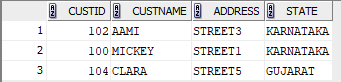 CUSTID CUSTNAME ADDRESS STATE
1 102 AAMI STREET3 KARNATAKA
2 100 MICKEY STREET1 KARNATAKA
3 104 CLARA STREET5 GUJARAT